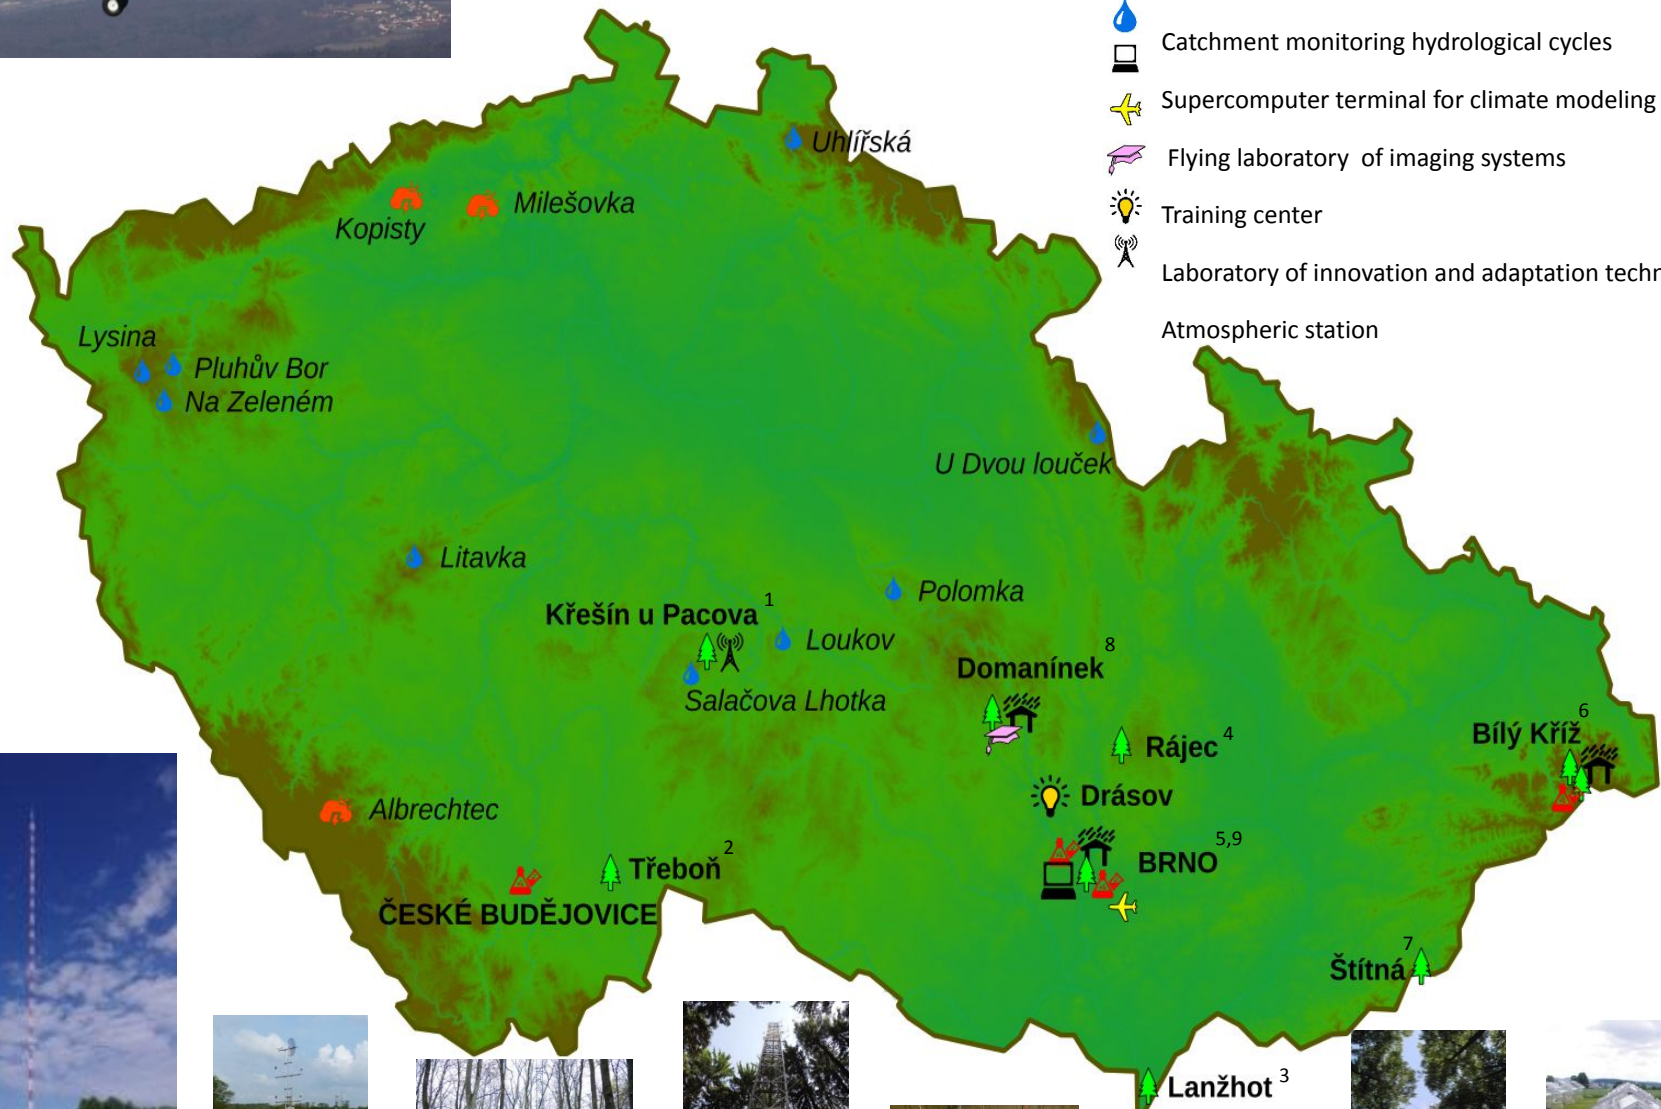 Catchment monitoring hydrological cycles
Supercomputer terminal for climate modeling
Flying laboratory of imaging systems
Training center
Laboratory of innovation and adaptation techn
Atmospheric station
Uhlířská
Milešovka
Kopisty
Lysina
Pluhův Bor
Na Zeleném
U Dvou louček
Litavka
Polomka
Křešín u Pacova 1
Loukov
Salačova Lhotka
Domanínek 8
Rájec 4
Bílý Kříž 6
Drásov
Albrechtec
Třeboň 2
BRNO 5,9
ČESKÉ BUDĚJOVICE
Štítná 7
Lanžhot 3